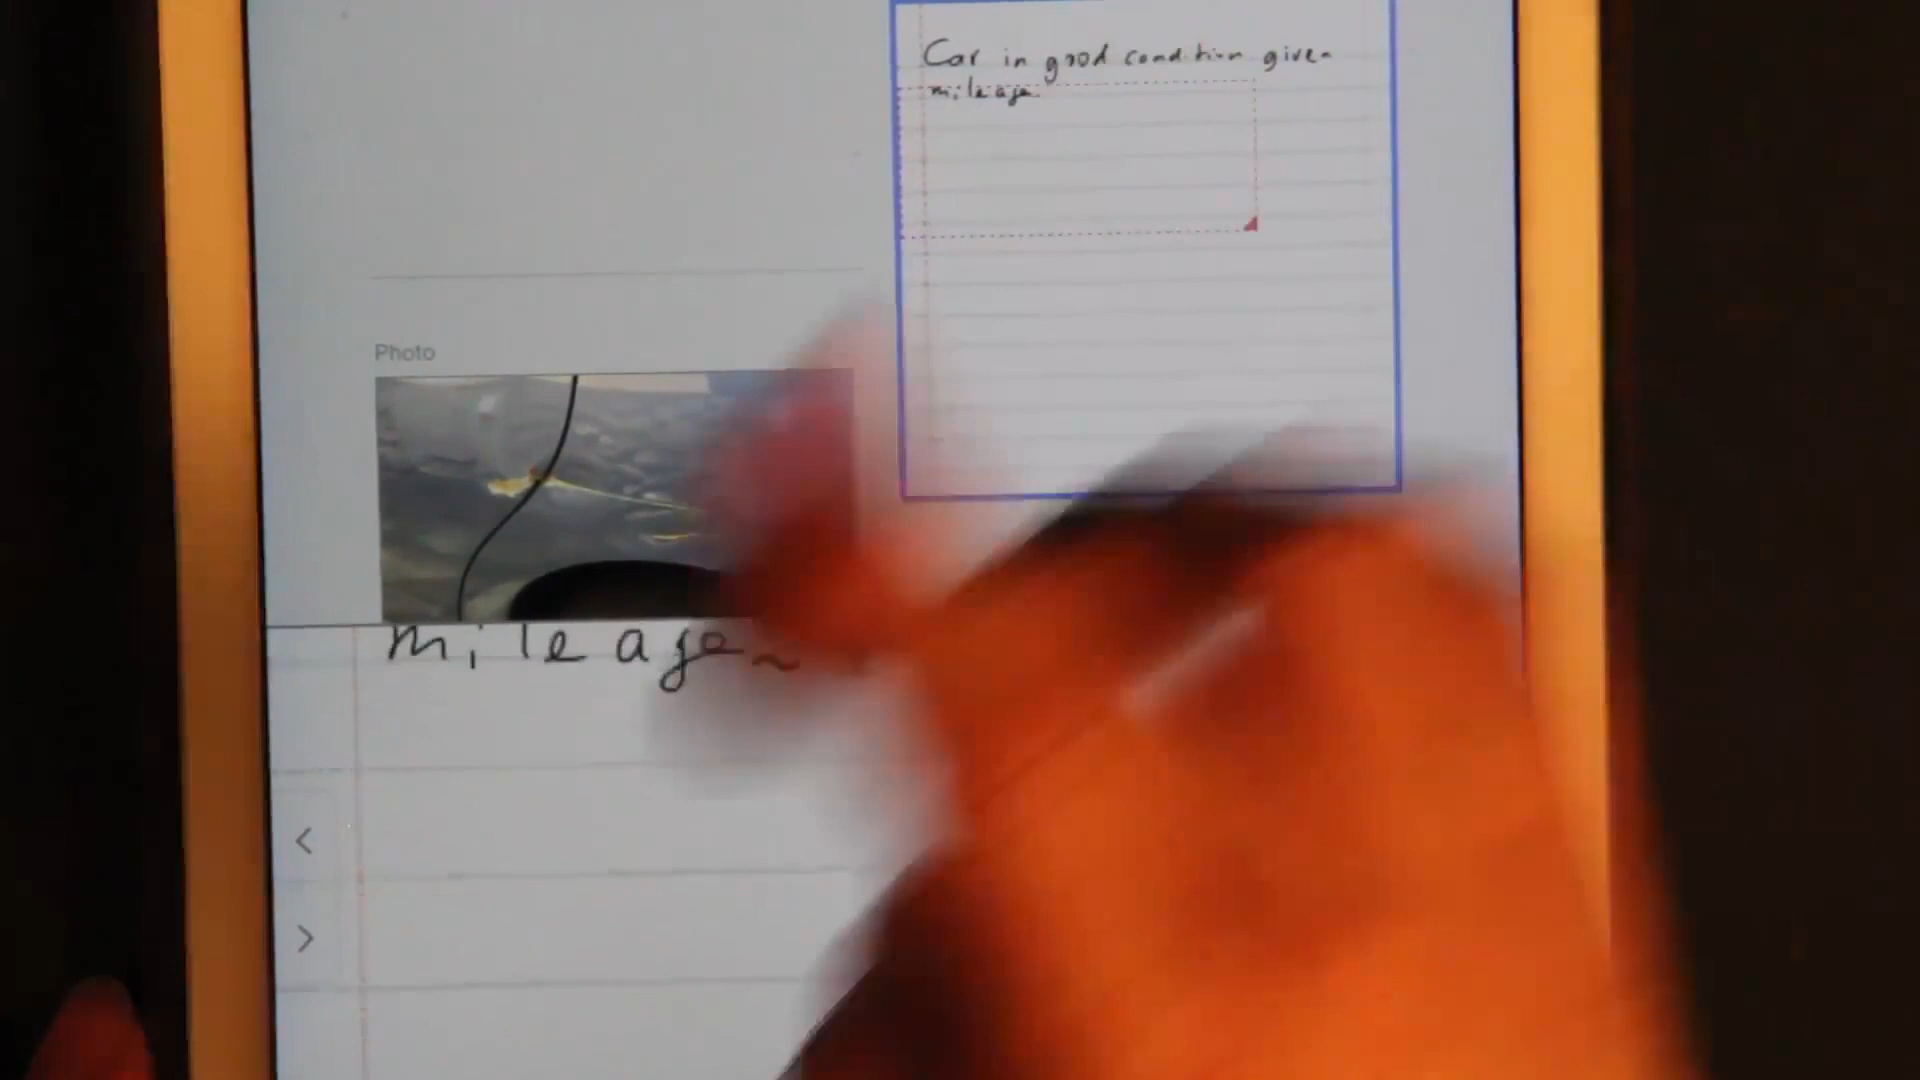 Car in good condition given
mileage.
Photo
mileage~
<
>